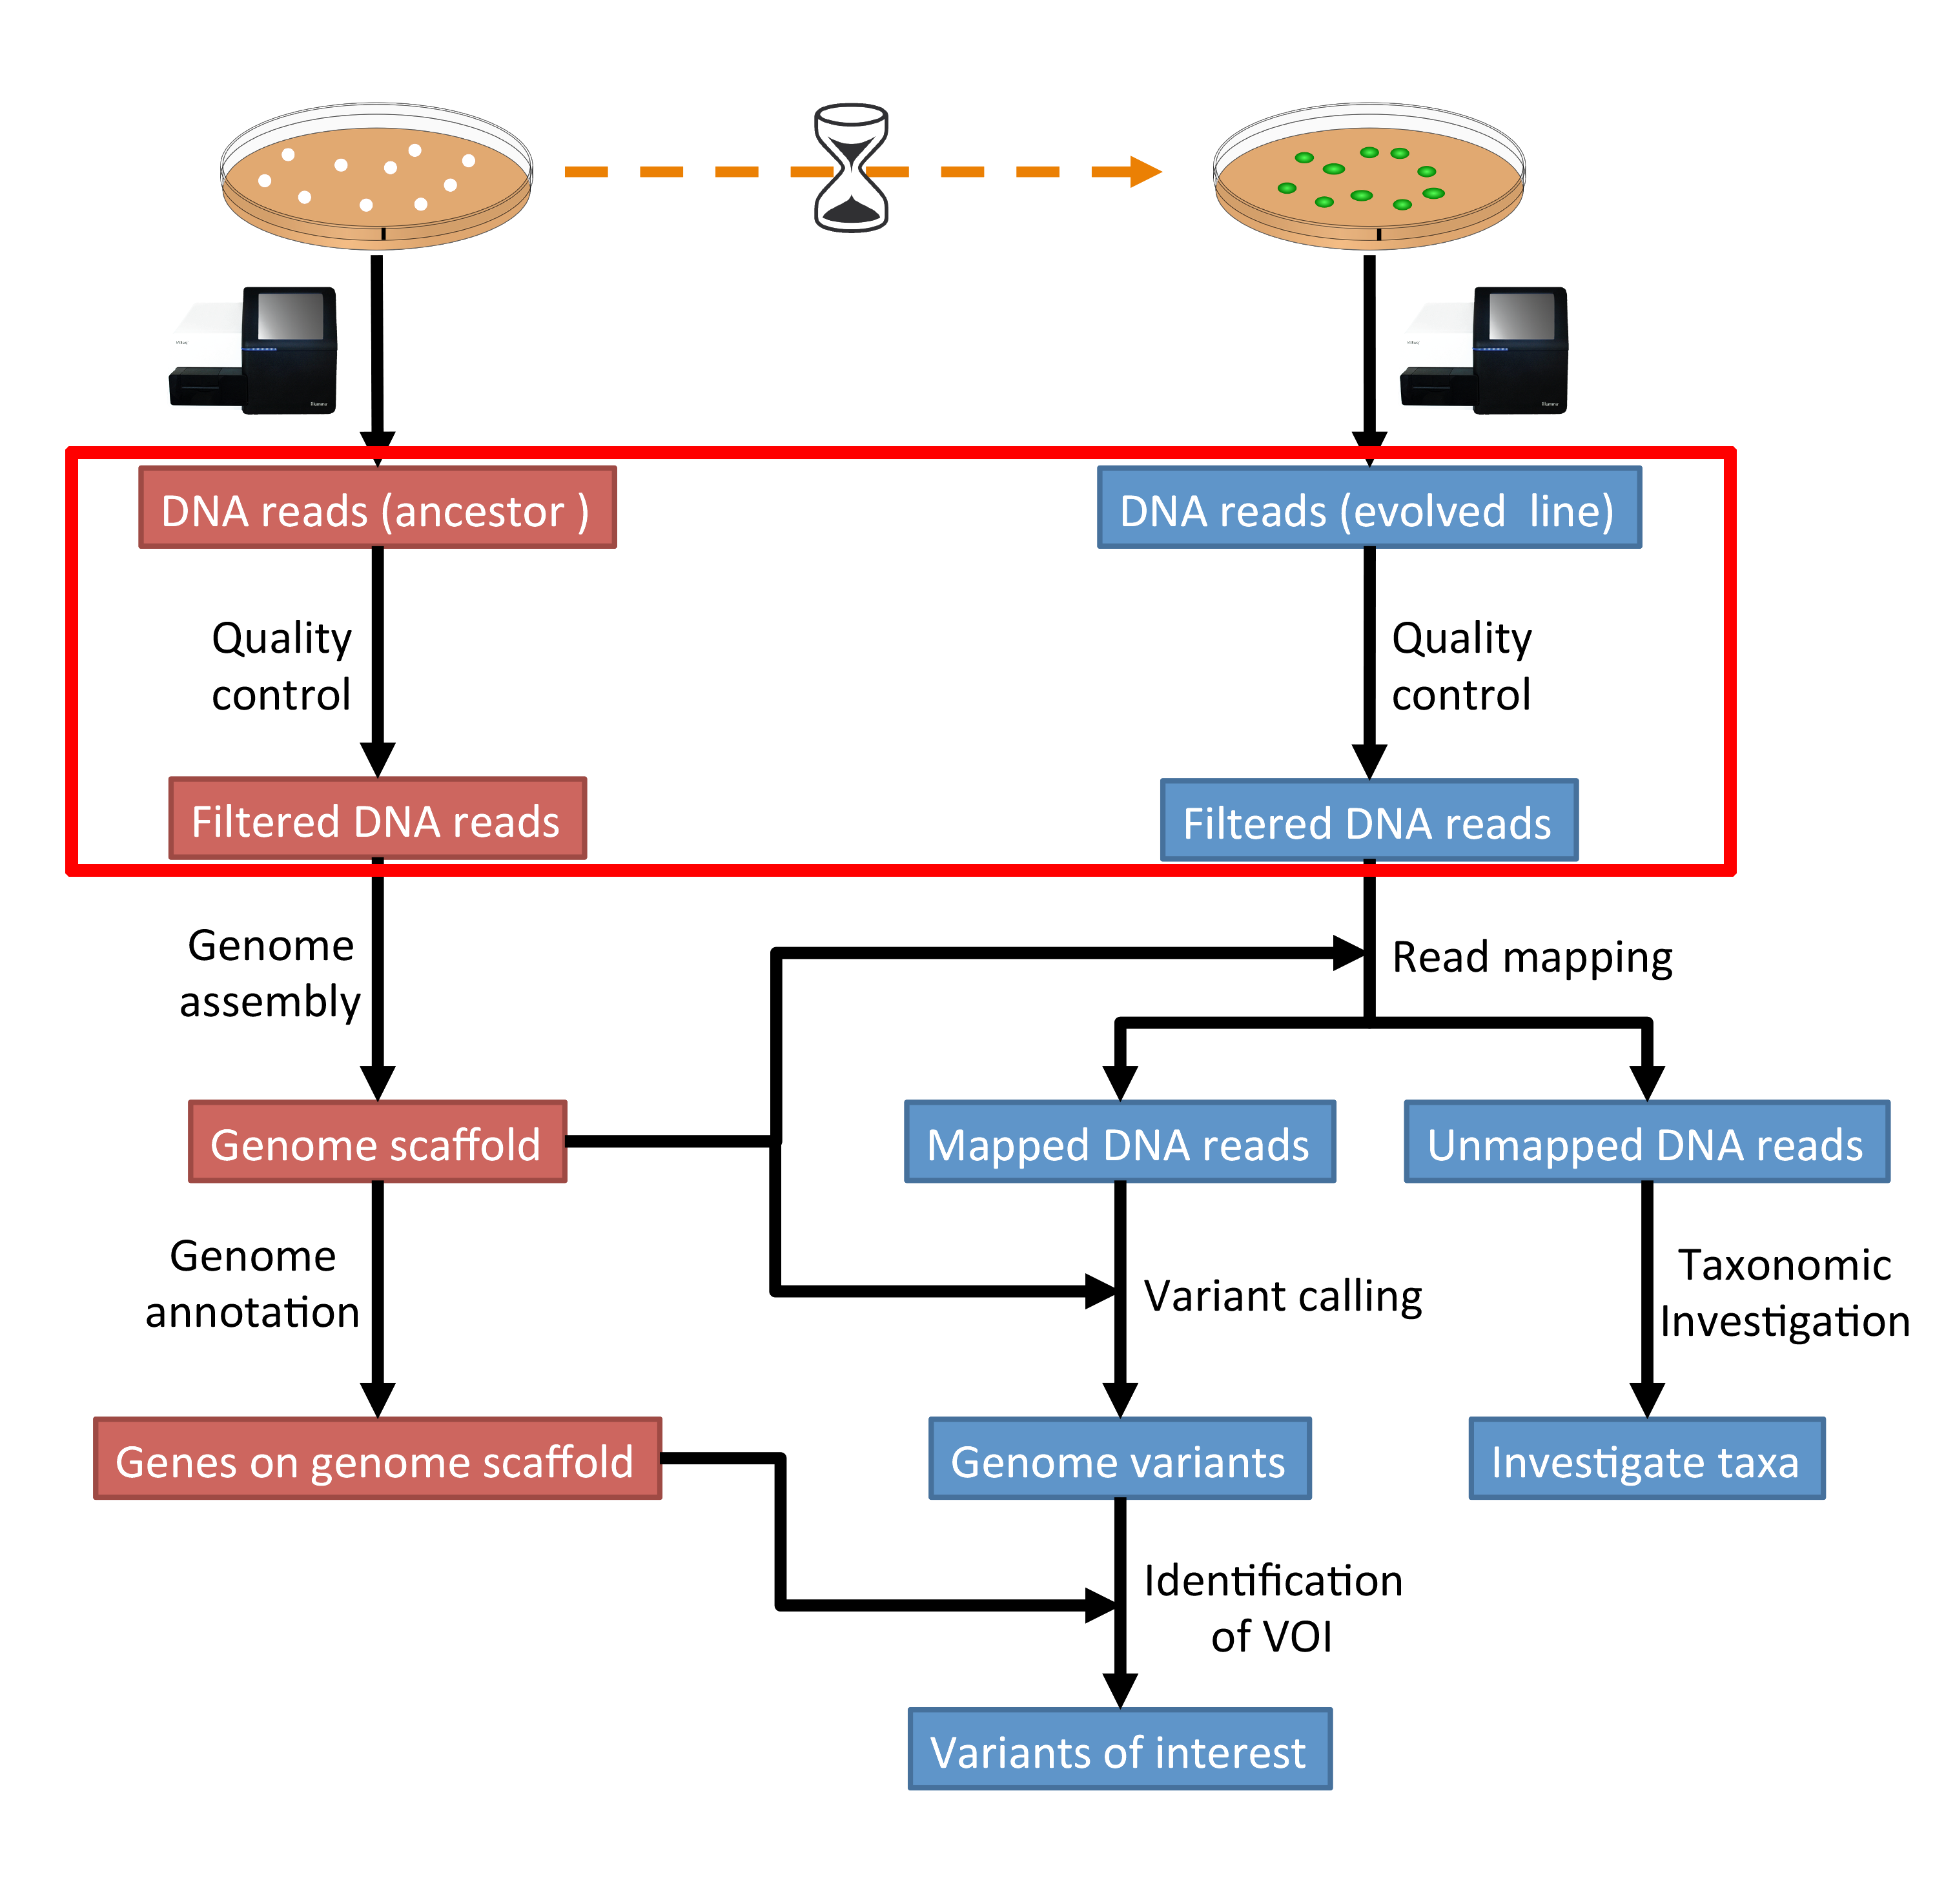 DNA reads (ancestor )
DNA reads (evolved  line)
Quality
control
Quality
control
Filtered DNA reads
Filtered DNA reads
Genome
assembly
Read mapping
Genome scaffold
Mapped DNA reads
Unmapped DNA reads
Genome
annotation
Variant calling
Taxonomic
Investigation
Genes on genome scaffold
Genome variants
Investigate taxa
Identification
of VOI
Variants of interest